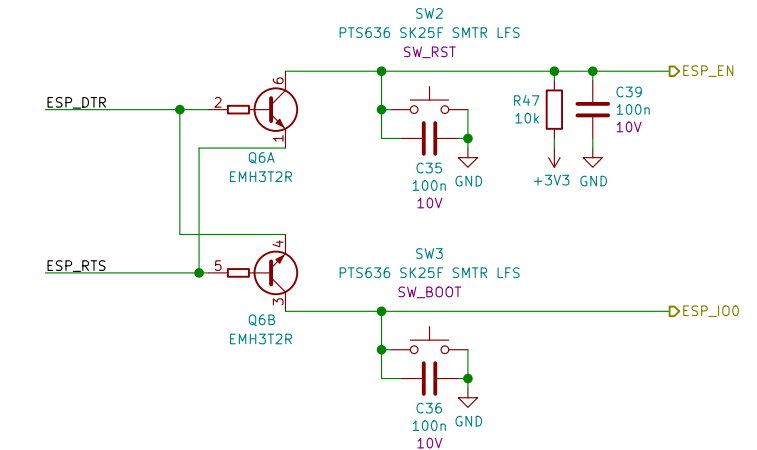 SW2
PTS636 SK25F SMTR LFS
SW_RST
ESP_EN
6
ESP_DTR
2
1
Q6A
EMH3T2R
R47
10k
C39
100n
10V
C35
100n
10V
GND
+3V3
GND
ESP_RTS
5
4
3
Q6B
EMH3T2R
SW3
PTS636 SK25F SMTR LFS
SW_BOOT
ESP_IO0
C36
100n
10V
GND